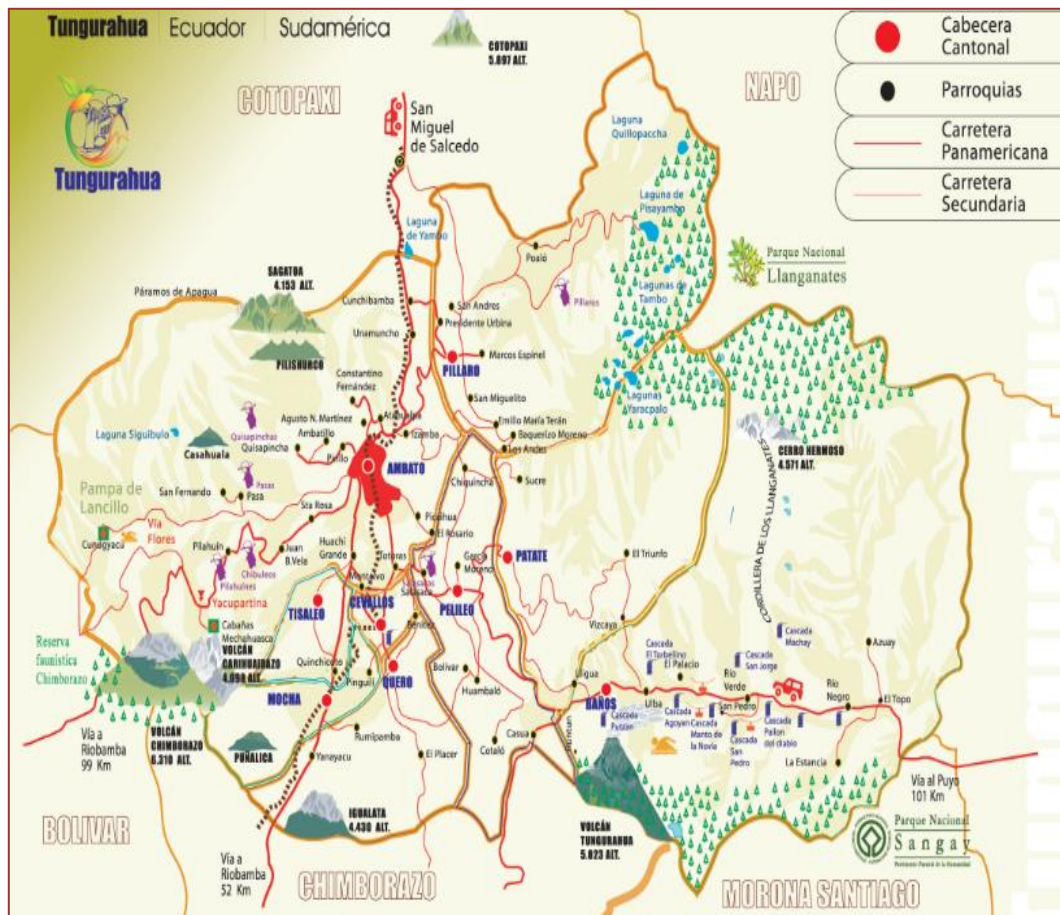 Tungurahua Ecuador Sudamérica
Tungurahua
COTOPAXI
5.897 ALT.
COTOPAXI
NAPO
Cabecera
Cantonal
Parroquias
Carretera
Panamericana
Carretera
Secundaria
San
Miguel
de Salcedo
Laguna
Quillopaccha
Laguna de
Pisayambo
Laguna
de Yambo
Poaló
Parque Nacional
Llanganates
SAGATOA
4.153 ALT.
Páramos de Apagua
Lagunas de
Tambo
Píllaros
Cunchibamba
San Andres
Presidente Urbina
Unamuncho
PILISHURCO
PILLARO
Marcos Espinel
Constantino
Fernández
San Miguelito
Lagunas
Yaracpalo
Agusto N. Martínez
Atahualpa
Ambatillo
Izamba
Emilio María Terán
Baquerizo Moreno
Los Andes
Quisapinchas
Quisapincha
Pinllo
Laguna Siguibulo
Casahuala
CERRO HERMOSO
4.571 ALT.
AMBATO
Chiquincha
Sucre
Pasas
San Fernando
Pasa
Pampa de
Lancillo
Sta Rosa
Picaihua
El Rosario
Vía
Flores
Cunugyacu
CORDILLERA DE LOS LLANGANATES
Pilahuín
Juan
B.Vela
Huachi
Grande
Totoras
García
Moreno
PATATE
El Triunfo
Chibuleos
Pilahuines
Montalvo
Salasaca
Yacupartina
TISALEO
CEVALLOS
PELILEO
Cabañas
Mechahuasca
Benítez
Vizcaya
Cascada
Machay
Azuay
Reserva
faunística
Chimborazo
VOLCÁN
CARIHUAIRAZO
Quinchicoto
Pinguilí
QUERO
Bolivar
Huambaló
Cascada
El Torbellino
El Palacio
Cascada
San Jorge
Lligua
MOCHA
BAÑOS
Ulba
Río
Verde
San Pedro
Río
Negro
El Topo
Cascada
Agoyan
Cascada
Manto de
la Novia
Cascada
San
Pedro
Cascada
Pailon
del diablo
Vía a
Riobamba
99 Km
VOLCÁN
CHIMBORAZO
6.310 ALT.
PUÑALICA
Rumipamba
Yanayacu
El Placer
Cotaló
La Estancia
Vía al Puyo
101 Km
IGUALATA
4.430 ALT.
VOLCÁN
TUNGURAHUA
5.023 ALT.
Parque Nacional
Sangay
BOLIVAR
Vía a
Riobamba
52 Km
CHIMBORAZO
MORONA SANTIAGO